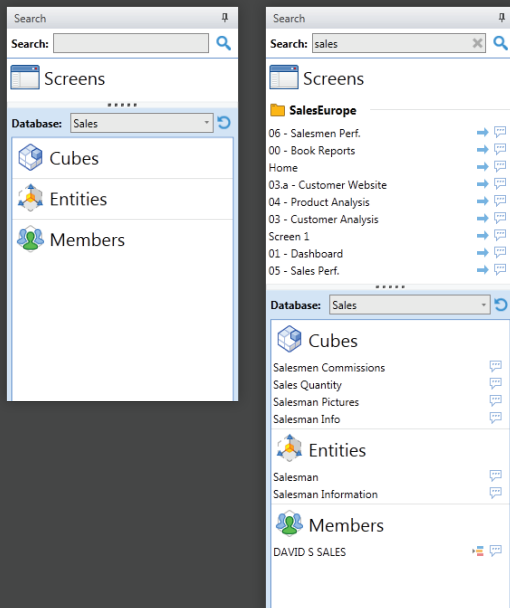 Search
Search:
Screens
Database: Sales
Cubes
Entities
Members
Search
Search: sales
Screens
SalesEurope
06 - Salesmen Perf.
00 - Book Reports
Home
03.a - Customer Website
04 - Product Analysis
03 - Customer Analysis
Screen 1
01 - Dashboard
05 - Sales Perf.
Database: Sales
Cubes
Salesmen Commissions
Sales Quantity
Salesman Pictures
Salesman Info
Entities
Salesman
Salesman Information
Members
DAVID S SALES